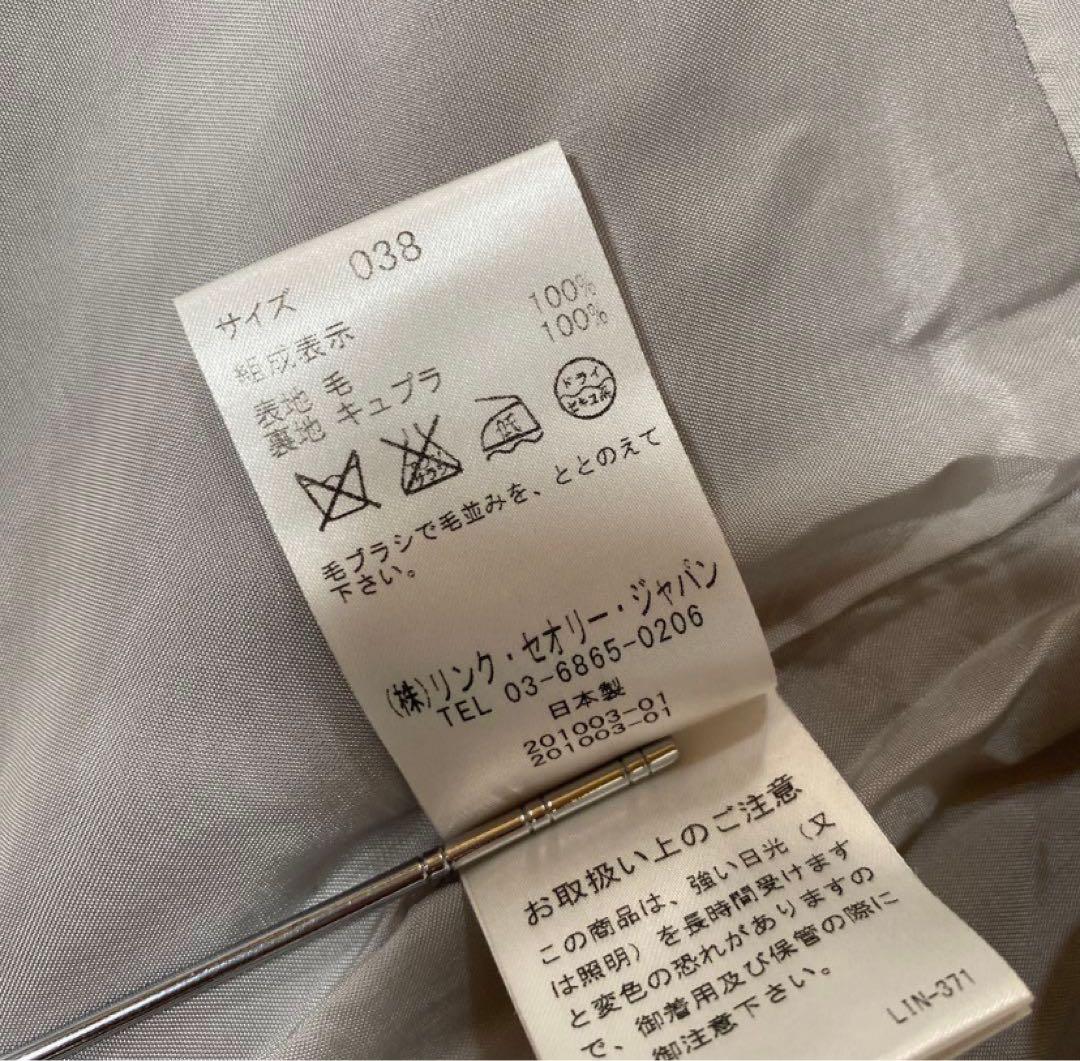 サイズ 038
組成表示
表地 毛 100%
裏地 キュプラ 100%
低
ドライ
セキユ系
毛ブラシで毛並みを、ととのえて
下さい。
(株)リンク・セオリー・ジャパン
TEL 03-6865-0206
日本製
201003-01
201003-01
お取扱い上のご注意
この商品は、強い日光(又
は照明)を長時間受けます
と変色の恐れがありますの
で、御着用及び保管の際に
御注意下さい。
LIN-371